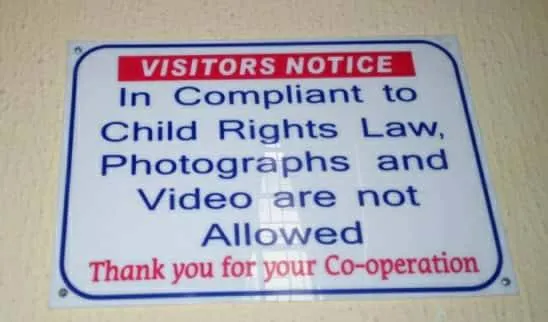 VISITORS NOTICE
In Compliant to
Child Rights Law,
Photographs and
Video are not
Allowed
Thank you for your Co-operation